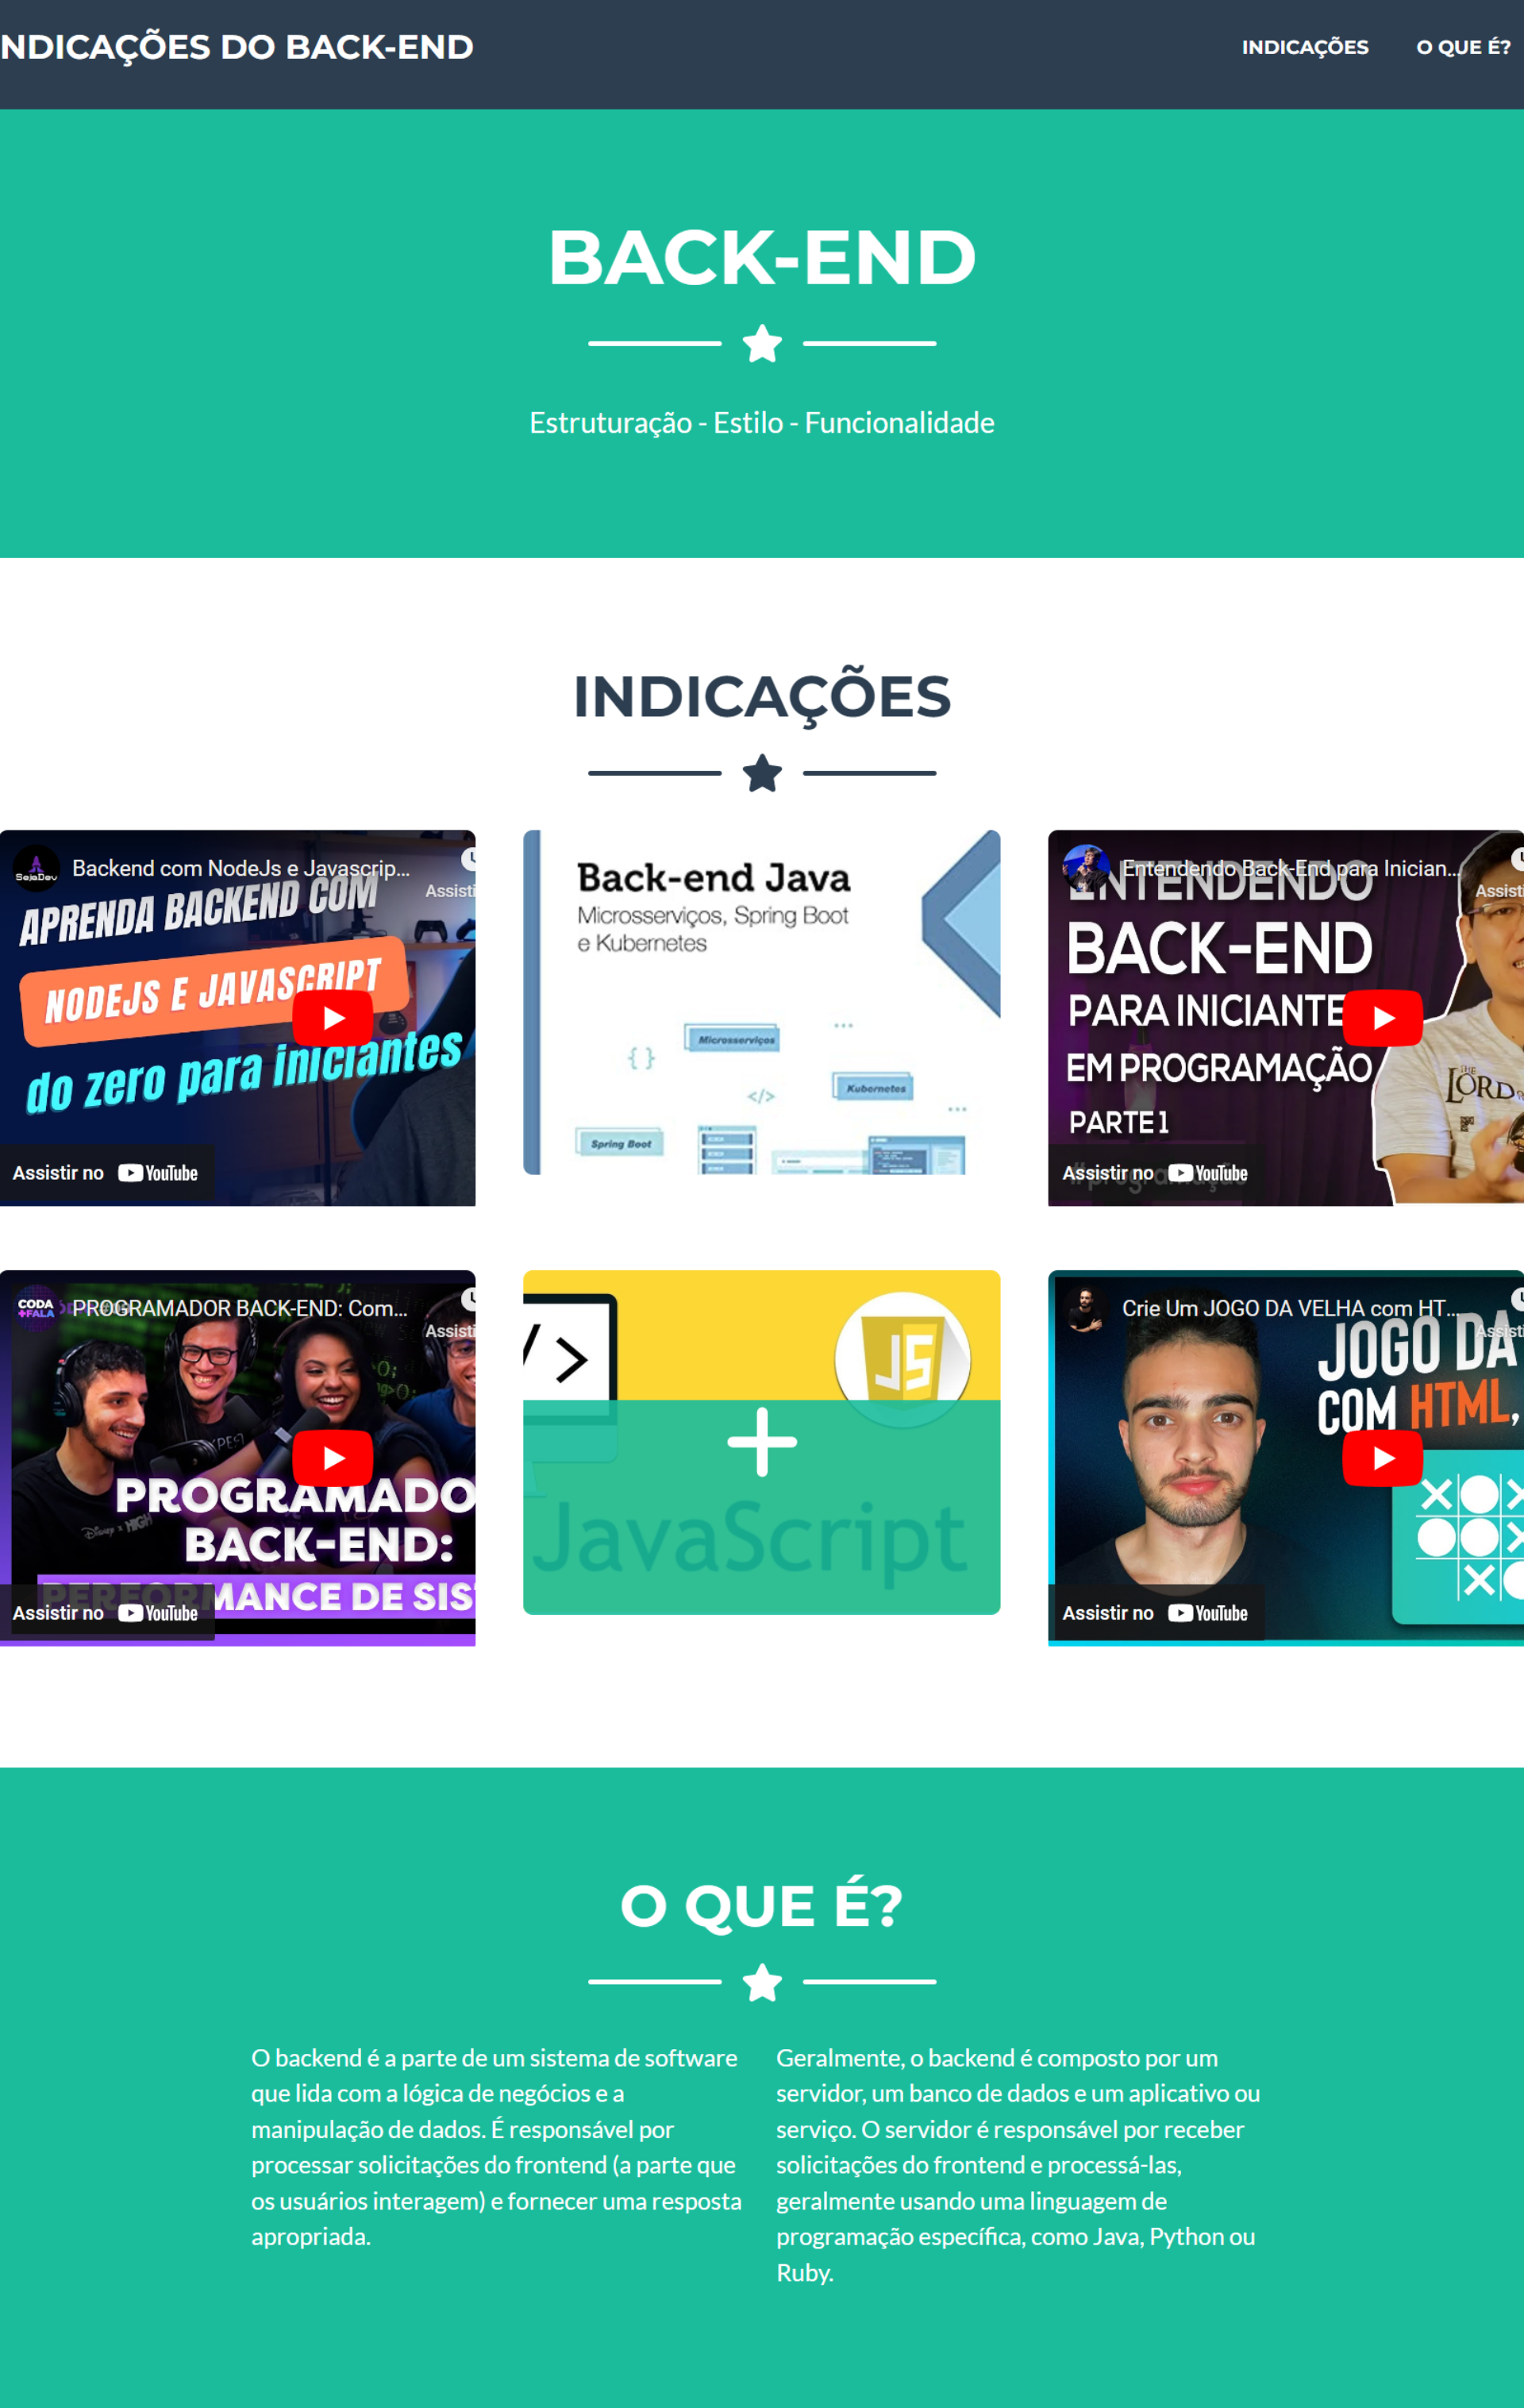 NDICAÇÕES DO BACK-END
INDICAÇÕES
O QUE É?
BACK-END
Estruturação - Estilo - Funcionalidade
INDICAÇÕES
SejaDev
Backend com NodeJs e Javascrip...
Assisti
APRENDA BACKEND COM
NODEJS E JAVASCRIPT
do zero para iniciantes
Assistir no YouTube
Back-end Java
Microsserviços, Spring Boot
e Kubernetes
Microsserviços
{ }
Kubernetes
</>
Spring Boot
Entendendo Back-End para Inician...
Assisti
ENTENDENDO
BACK-END
PARA INICIANTE
EM PROGRAMAÇÃO
PARTE 1
THE
LORD
#programação
Assistir no YouTube
CODA
+FALA
PROGRAMADOR BACK-END: Com...
Assisti
PROGRAMADO
BACK-END:
PERFORMANCE DE SIS
Assistir no YouTube
/>
JS
JavaScript
Crie Um JOGO DA VELHA com HT...
Assisti
JOGO DA
COM HTML,
Assistir no YouTube
O QUE É?
O backend é a parte de um sistema de software
que lida com a lógica de negócios e a
manipulação de dados. É responsável por
processar solicitações do frontend (a parte que
os usuários interagem) e fornecer uma resposta
apropriada.
Geralmente, o backend é composto por um
servidor, um banco de dados e um aplicativo ou
serviço. O servidor é responsável por receber
solicitações do frontend e processá-las,
geralmente usando uma linguagem de
programação específica, como Java, Python ou
Ruby.